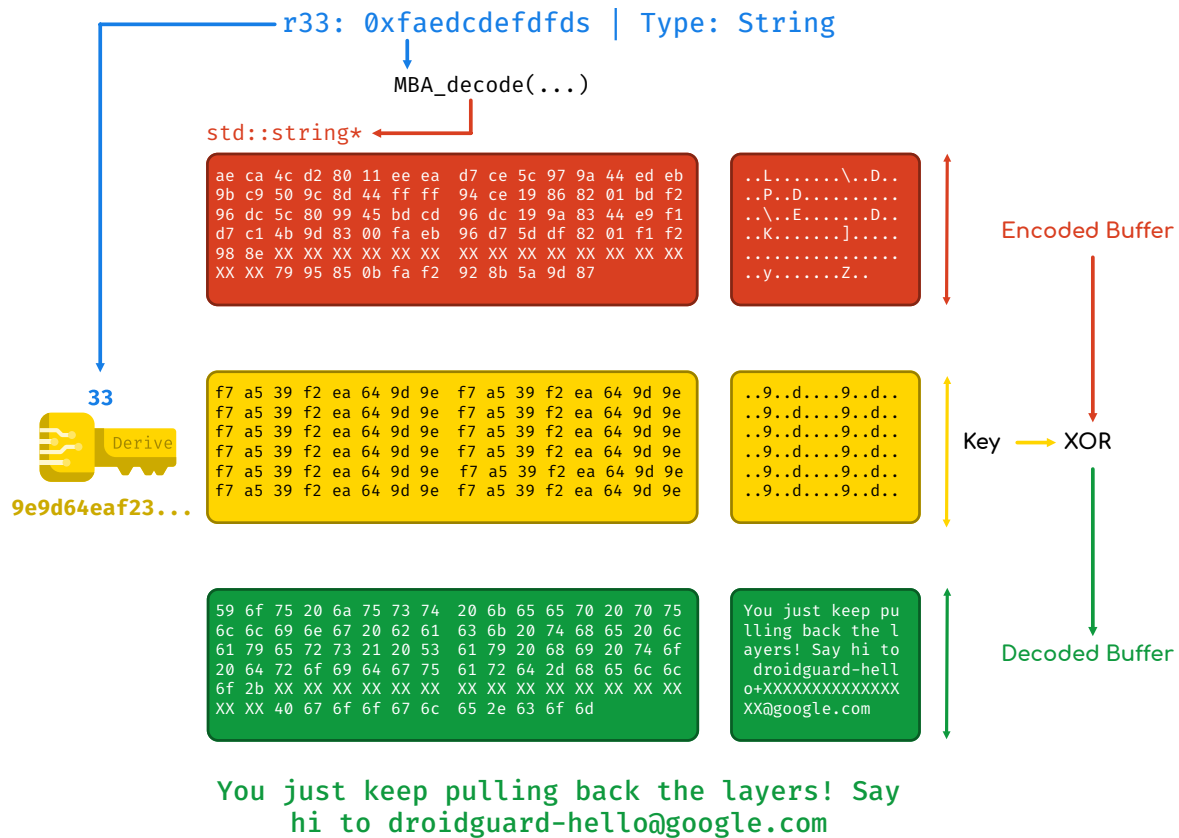 r33: 0xfaedcdefdfds | Type: String
MBA_decode(...)
std::string*
ae ca 4c d2 80 11 ee ea  d7 ce 5c 97 9a 44 ed eb
9b c9 50 9c 8d 44 ff ff  94 ce 19 86 82 01 bd f2
96 dc 5c 80 99 45 bd cd  96 dc 19 9a 83 44 e9 f1
d7 c1 4b 9d 83 00 fa eb  96 d7 5d df 82 01 f1 f2
98 8e XX XX XX XX XX XX  XX XX XX XX XX XX XX XX
XX XX 79 95 85 0b fa f2  92 8b 5a 9d 87
..L.......\..D..
..P..D..........
..\..E.......D..
..K.......].....
................
..y.......Z..
Encoded Buffer
33
Derive
9e9d64eaf23...
f7 a5 39 f2 ea 64 9d 9e  f7 a5 39 f2 ea 64 9d 9e
f7 a5 39 f2 ea 64 9d 9e  f7 a5 39 f2 ea 64 9d 9e
f7 a5 39 f2 ea 64 9d 9e  f7 a5 39 f2 ea 64 9d 9e
f7 a5 39 f2 ea 64 9d 9e  f7 a5 39 f2 ea 64 9d 9e
f7 a5 39 f2 ea 64 9d 9e  f7 a5 39 f2 ea 64 9d 9e
f7 a5 39 f2 ea 64 9d 9e  f7 a5 39 f2 ea 64 9d 9e
..9..d....9..d..
..9..d....9..d..
..9..d....9..d..
..9..d....9..d..
..9..d....9..d..
..9..d....9..d..
Key
XOR
59 6f 75 20 6a 75 73 74  20 6b 65 65 70 20 70 75
6c 6c 69 6e 67 20 62 61  63 6b 20 74 68 65 20 6c
61 79 65 72 73 21 20 53  61 79 20 68 69 20 74 6f
20 64 72 6f 69 64 67 75  61 72 64 2d 68 65 6c 6c
6f 2b XX XX XX XX XX XX  XX XX XX XX XX XX XX XX
XX XX 40 67 6f 6f 67 6c  65 2e 63 6f 6d
You just keep pu
lling back the l
ayers! Say hi to
 droidguard-hell
o+XXXXXXXXXXXXXX
XX@google.com
Decoded Buffer
You just keep pulling back the layers! Say
hi to droidguard-hello@google.com